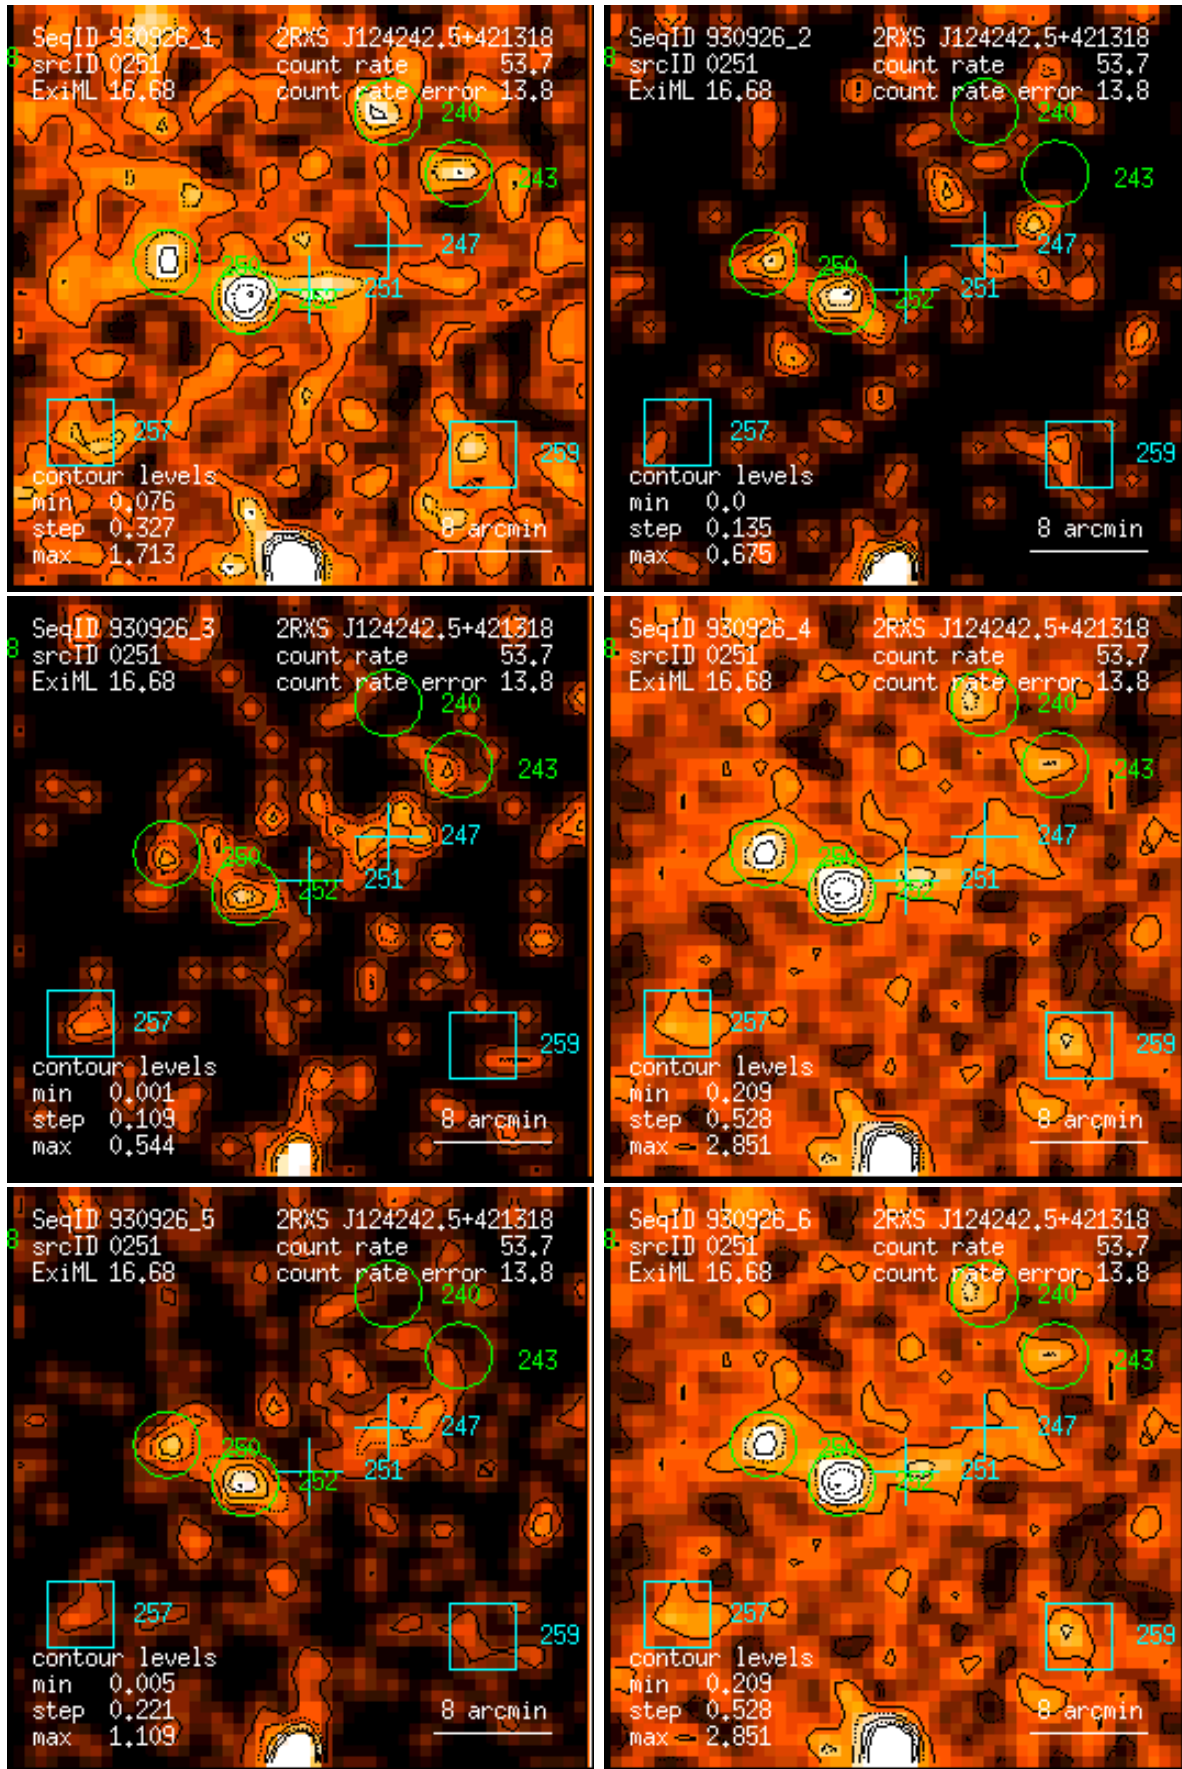 SeqID 930926_1 2RXS J124242.5+421318
8 srcID 0251 count rate 53.7
ExiML 16.68 count rate error 13.8
240
243
247
250
251
252
257
259
contour levels
min 0.076
step 0.327 8 arcmin
max 1.713
SeqID 930926_2 2RXS J124242.5+421318
8 srcID 0251 count rate 53.7
ExiML 16.68 count rate error 13.8
240
243
247
250
251
252
257
259
contour levels
min 0.0
step 0.135 8 arcmin
max 0.675
SeqID 930926_3 2RXS J124242.5+421318
8 srcID 0251 count rate 53.7
ExiML 16.68 count rate error 13.8
240
243
247
250
251
252
257
259
contour levels
min 0.001
step 0.109 8 arcmin
max 0.544
SeqID 930926_4 2RXS J124242.5+421318
8 srcID 0251 count rate 53.7
ExiML 16.68 count rate error 13.8
240
243
247
250
251
252
257
259
contour levels
min 0.209
step 0.528 8 arcmin
max 2.851
SeqID 930926_5 2RXS J124242.5+421318
8 srcID 0251 count rate 53.7
ExiML 16.68 count rate error 13.8
240
243
247
250
251
252
257
259
contour levels
min 0.005
step 0.221 8 arcmin
max 1.109
SeqID 930926_6 2RXS J124242.5+421318
8 srcID 0251 count rate 53.7
ExiML 16.68 count rate error 13.8
240
243
247
250
251
252
257
259
contour levels
min 0.209
step 0.528 8 arcmin
max 2.851